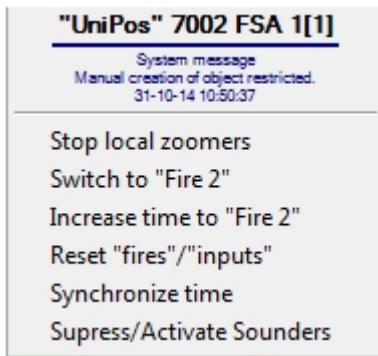 "UniPos" 7002 FSA 1[1]
System message
Manual creation of object restricted.
31-10-14 10:50:37
Stop local zoomers
Switch to "Fire 2"
Increase time to "Fire 2"
Reset "fires"/"inputs"
Synchronize time
Supress/Activate Sounders